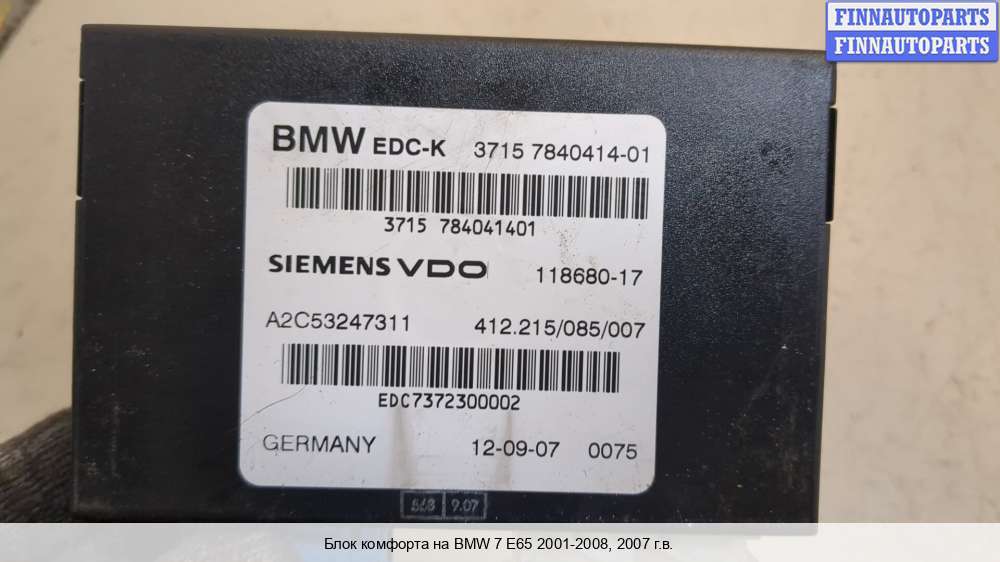 FINNAUTOPARTS
FINNAUTOPARTS
BMW EDC-K 3715 7840414-01
3715 784041401
SIEMENS VDO 118680-17
A2C53247311 412.215/085/007
EDC7372300002
GERMANY 12-09-07 0075
568 9.07
Блок комфорта на BMW 7 E65 2001-2008, 2007 г.в.